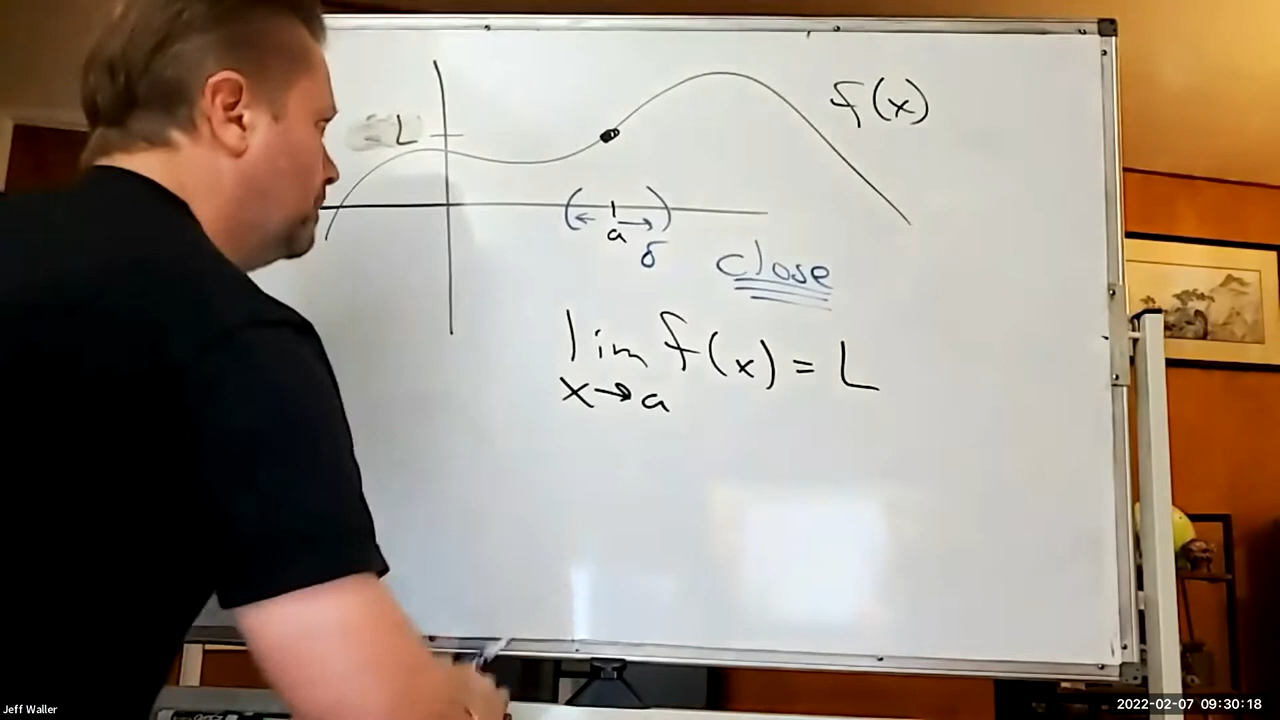 f(x)
L
( ← a → )
δ
close
lim f(x) = L
x→a
Jeff Waller
2022-02-07 09:30:18